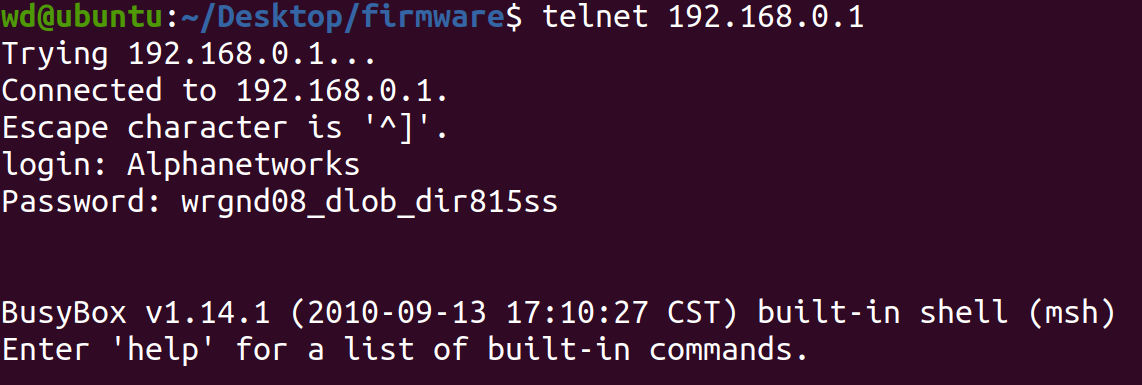 wd@ubuntu:~/Desktop/firmware$ telnet 192.168.0.1
Trying 192.168.0.1...
Connected to 192.168.0.1.
Escape character is '^]'.
login: Alphanetworks
Password: wrgnd08_dlob_dir815ss
BusyBox v1.14.1 (2010-09-13 17:10:27 CST) built-in shell (msh)
Enter 'help' for a list of built-in commands.